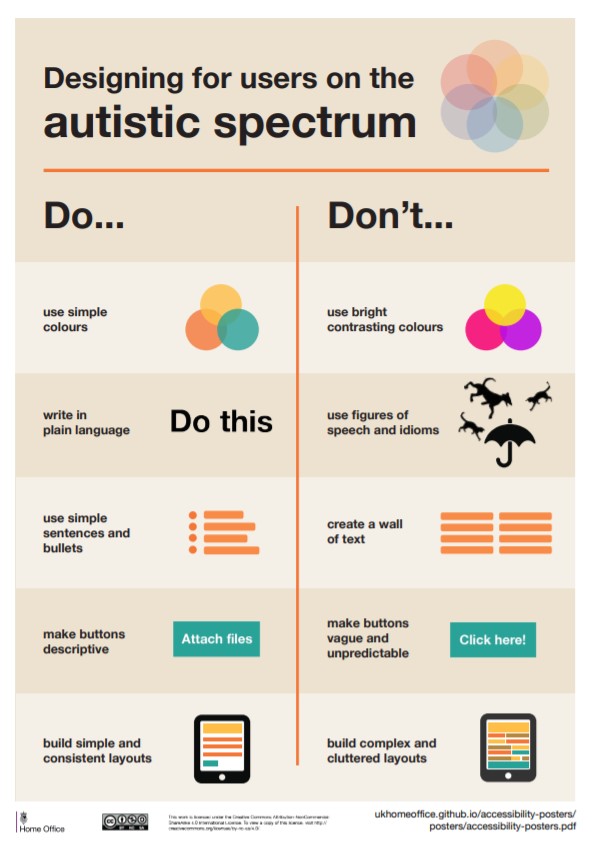 Designing for users on the
autistic spectrum
Do...
Don't...
use simple
colours
use bright
contrasting colours
write in
plain language
Do this
use figures of
speech and idioms
use simple
sentences and
bullets
create a wall
of text
make buttons
descriptive
Attach files
make buttons
vague and
unpredictable
Click here!
build simple and
consistent layouts
build complex and
cluttered layouts
Home Office
BY NC SA
This work is licensed under the Creative Commons Attribution-NonCommercial-
ShareAlike 4.0 International License. To view a copy of this license, visit http://
ukhomeoffice.github.io/accessibility-posters/
posters/accessibility-posters.pdf